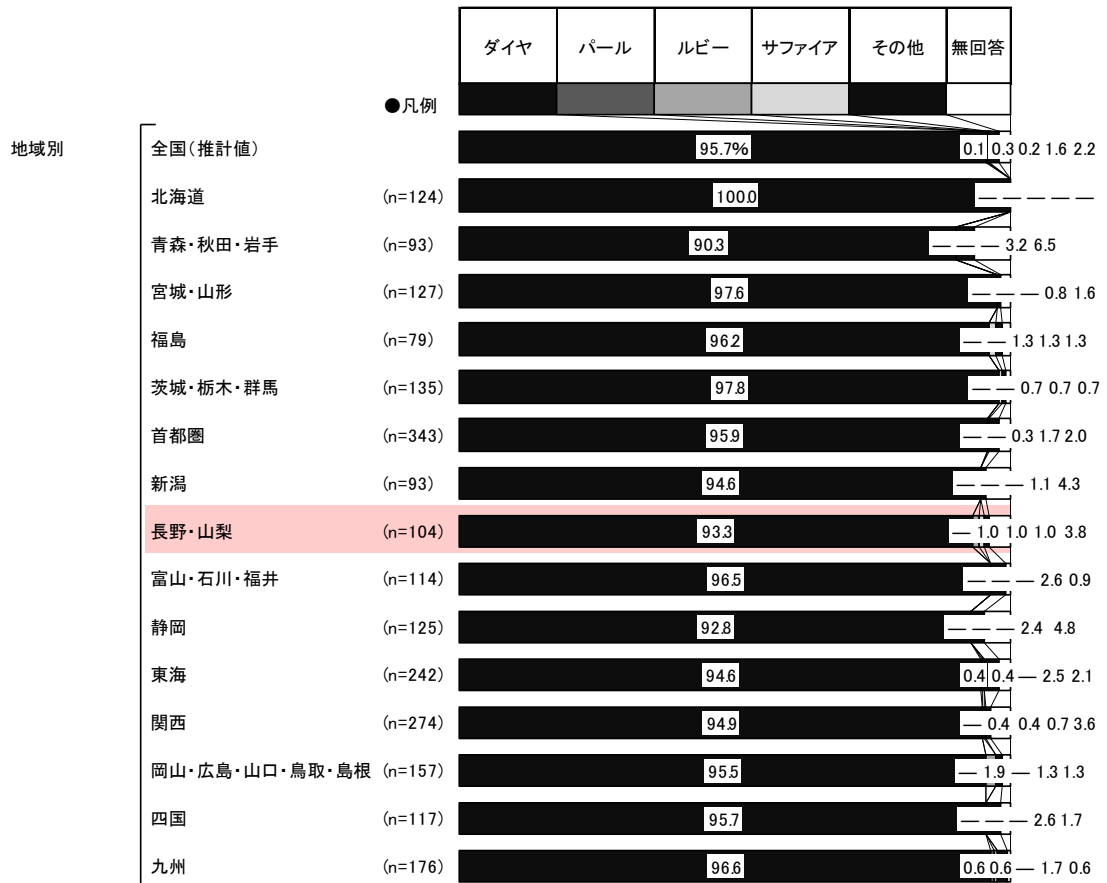 ダイヤ パール ルビー サファイア その他 無回答
●凡例
地域別 全国(推計値) 95.7% 0.1 0.3 0.2 1.6 2.2
北海道 (n=124) 100.0 — — — — —
青森・秋田・岩手 (n=93) 90.3 — — — 3.2 6.5
宮城・山形 (n=127) 97.6 — — — 0.8 1.6
福島 (n=79) 96.2 — — 1.3 1.3 1.3
茨城・栃木・群馬 (n=135) 97.8 — — 0.7 0.7 0.7
首都圏 (n=343) 95.9 — — 0.3 1.7 2.0
新潟 (n=93) 94.6 — — — 1.1 4.3
長野・山梨 (n=104) 93.3 — 1.0 1.0 1.0 3.8
富山・石川・福井 (n=114) 96.5 — — — 2.6 0.9
静岡 (n=125) 92.8 — — — 2.4 4.8
東海 (n=242) 94.6 0.4 0.4 — 2.5 2.1
関西 (n=274) 94.9 — 0.4 0.4 0.7 3.6
岡山・広島・山口・鳥取・島根 (n=157) 95.5 — 1.9 — 1.3 1.3
四国 (n=117) 95.7 — — — 2.6 1.7
九州 (n=176) 96.6 0.6 0.6 — 1.7 0.6